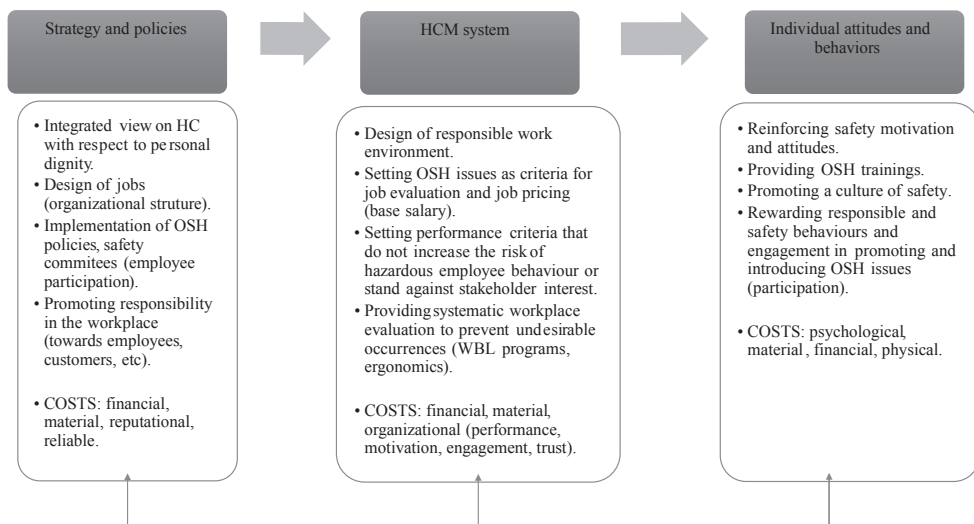 Strategy and policies
HCM system
Individual attitudes and
behaviors
• Integrated view on HC
with respect to personal
dignity.
• Design of jobs
(organizational struture).
• Implementation of OSH
policies, safety
commitees (employee
participation).
• Promoting responsibility
in the workplace
(towards employees,
customers, etc).
• COSTS: financial,
material, reputational,
reliable.
• Design of responsible work
environment.
• Setting OSH issues as criteria for
job evaluation and job pricing
(base salary).
• Setting performance criteria that
do not increase the risk of
hazardous employee behaviour or
stand against stakeholder interest.
• Providing systematic workplace
evaluation to prevent undesirable
occurrences (WBL programs,
ergonomics).
• COSTS: financial, material,
organizational (performance,
motivation, engagement, trust).
• Reinforcing safety motivation
and attitudes.
• Providing OSH trainings.
• Promoting a culture of safety.
• Rewarding responsible and
safety behaviours and
engagement in promoting and
introducing OSH issues
(participation).
• COSTS: psychological,
material , financial, physical.